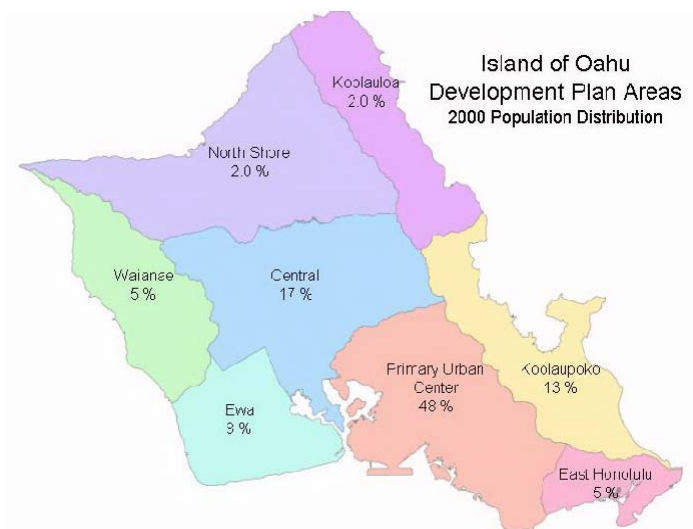 Island of Oahu
Development Plan Areas
2000 Population Distribution
Koolauloa
2.0 %
North Shore
2.0 %
Waianae
5 %
Central
17 %
Primary Urban
Center
48 %
Koolaupoko
13 %
Ewa
8 %
East Honolulu
5 %